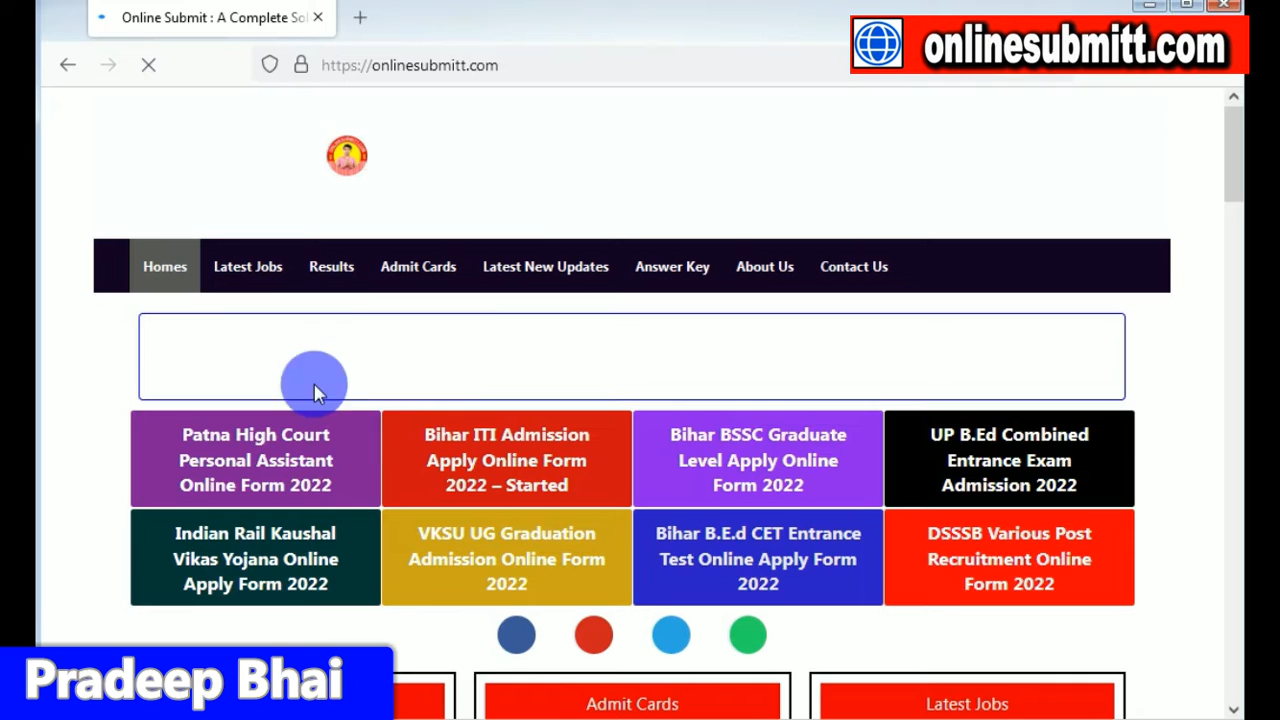 Online Submit : A Complete So
onlinesubmitt.com
https://onlinesubmitt.com
Homes
Latest Jobs
Results
Admit Cards
Latest New Updates
Answer Key
About Us
Contact Us
Patna High Court
Personal Assistant
Online Form 2022
Bihar ITI Admission
Apply Online Form
2022 – Started
Bihar BSSC Graduate
Level Apply Online
Form 2022
UP B.Ed Combined
Entrance Exam
Admission 2022
Indian Rail Kaushal
Vikas Yojana Online
Apply Form 2022
VKSU UG Graduation
Admission Online Form
2022
Bihar B.E.d CET Entrance
Test Online Apply Form
2022
DSSSB Various Post
Recruitment Online
Form 2022
Pradeep Bhai
Admit Cards
Latest Jobs